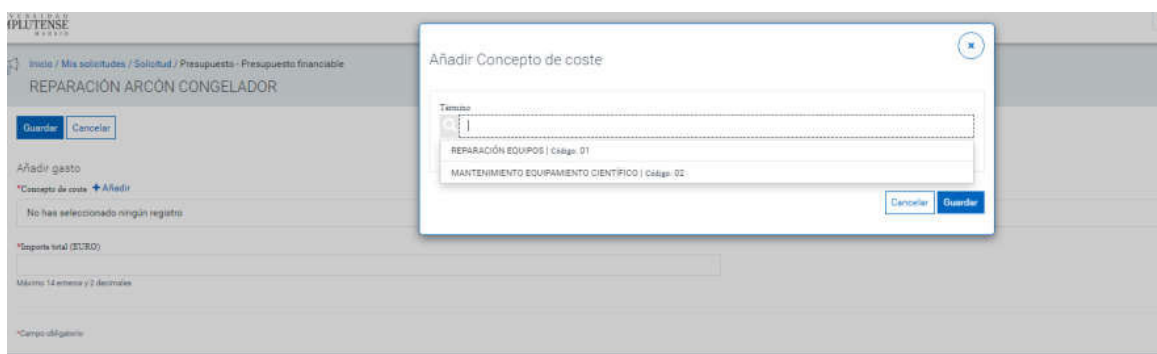 MPLUTENSE
MADRID
Inicio / Mis solicitudes / Solicitud / Presupuesto - Presupuesto financiable
REPARACIÓN ARCÓN CONGELADOR
Guardar Cancelar
Añadir gasto
*Concepto de coste + Añadir
No has seleccionado ningún registro
*Importe total (EURO)
Máximo 14 enteros y 2 decimales
*Campo obligatorio
Añadir Concepto de coste
Término
REPARACIÓN EQUIPOS | Código: 01
MANTENIMIENTO EQUIPAMIENTO CIENTÍFICO | Código: 02
Cancelar Guardar